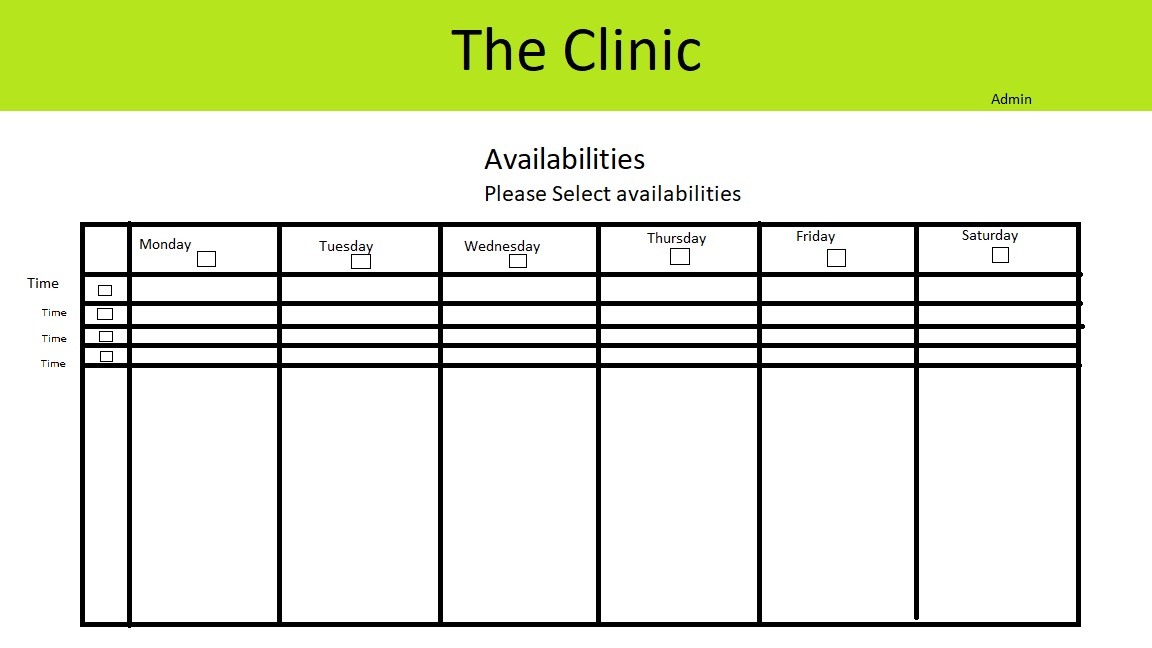 The Clinic
Admin
Availabilities
Please Select availabilities
Monday Tuesday Wednesday Thursday Friday Saturday
Time
Time
Time
Time